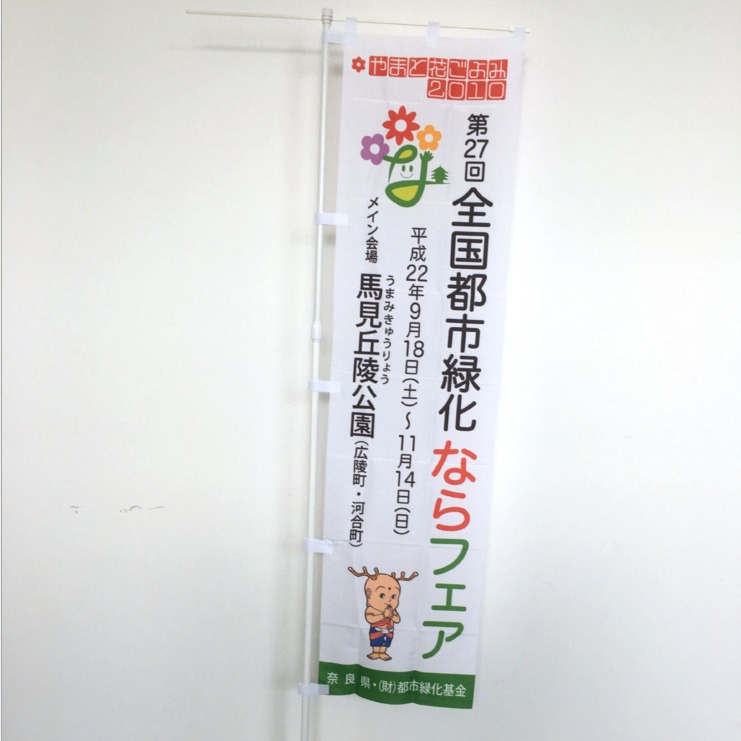 やまと花ごよみ
2010
第27回全国都市緑化ならフェア
平成22年9月18日(土)～11月14日(日)
メイン会場
うまみきゅうりょう
馬見丘陵公園(広陵町・河合町)
奈良県・(財)都市緑化基金